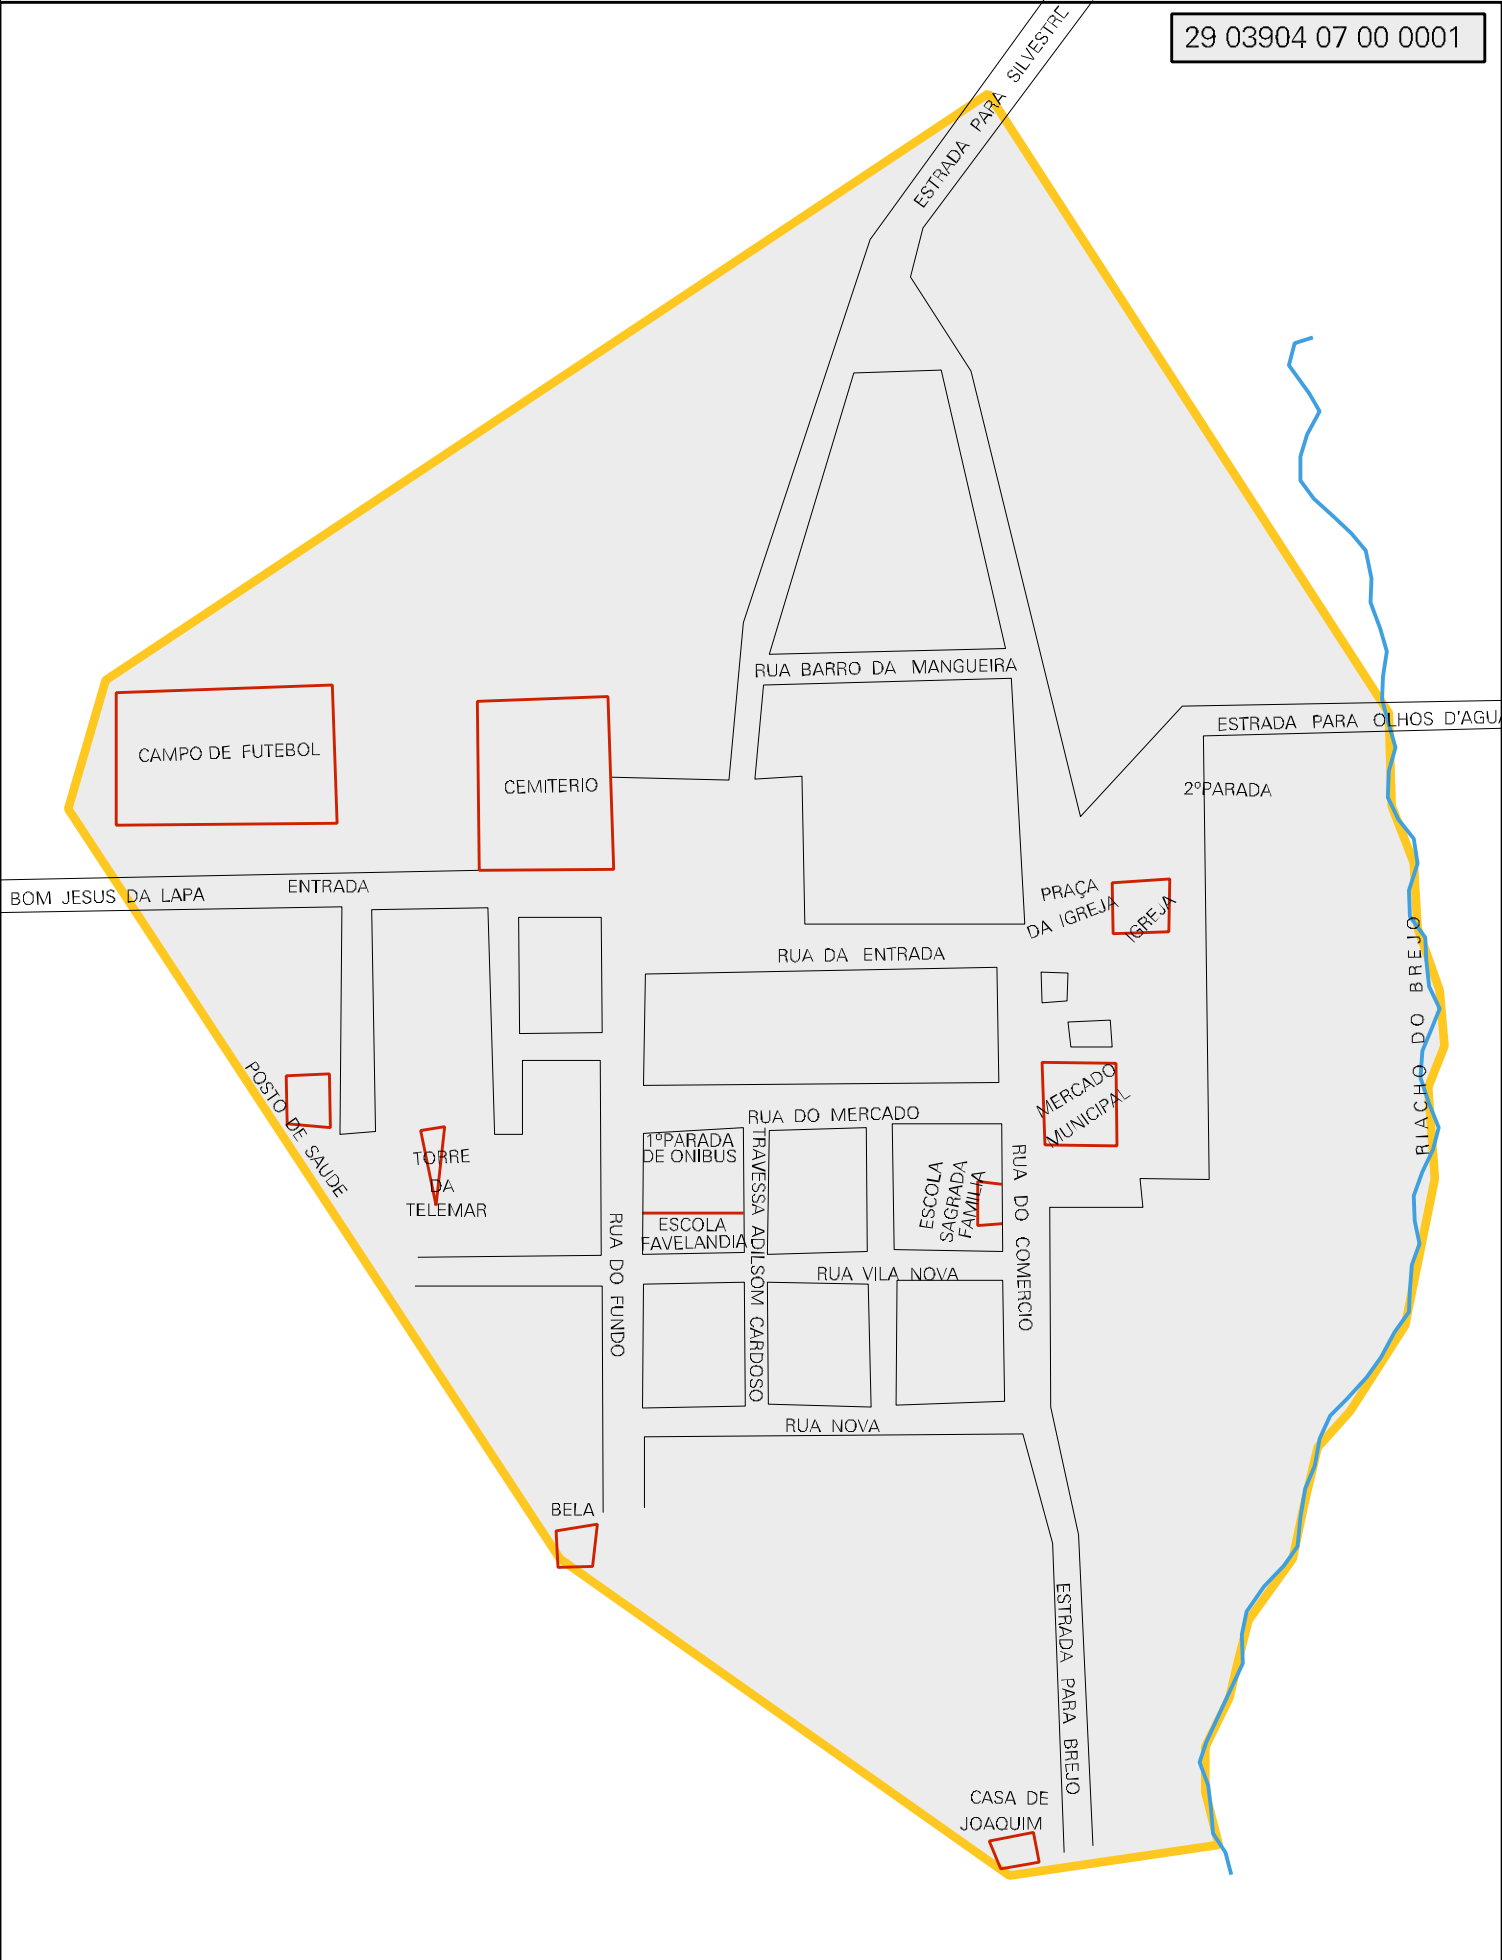 29 03904 07 00 0001
ESTRADA PARA SILVESTRE
RUA BARRO DA MANGUEIRA
ESTRADA PARA OLHOS D'AGUA
CAMPO DE FUTEBOL
CEMITERIO
2ºPARADA
ENTRADA
BOM JESUS DA LAPA
PRAÇA
DA IGREJA
IGREJA
RUA DA ENTRADA
RIACHO DO BREJO
POSTO DE SAUDE
MERCADO
MUNICIPAL
RUA DO MERCADO
1ºPARADA
DE ONIBUS
TRAVESSA ADILSOM CARDOSO
TORRE
DA
TELEMAR
ESCOLA
SAGRADA
FAMILIA
RUA DO COMERCIO
ESCOLA
FAVELANDIA
RUA DO FUNDO
RUA VILA NOVA
RUA NOVA
BELA
ESTRADA PARA BREJO
CASA DE
JOAQUIM